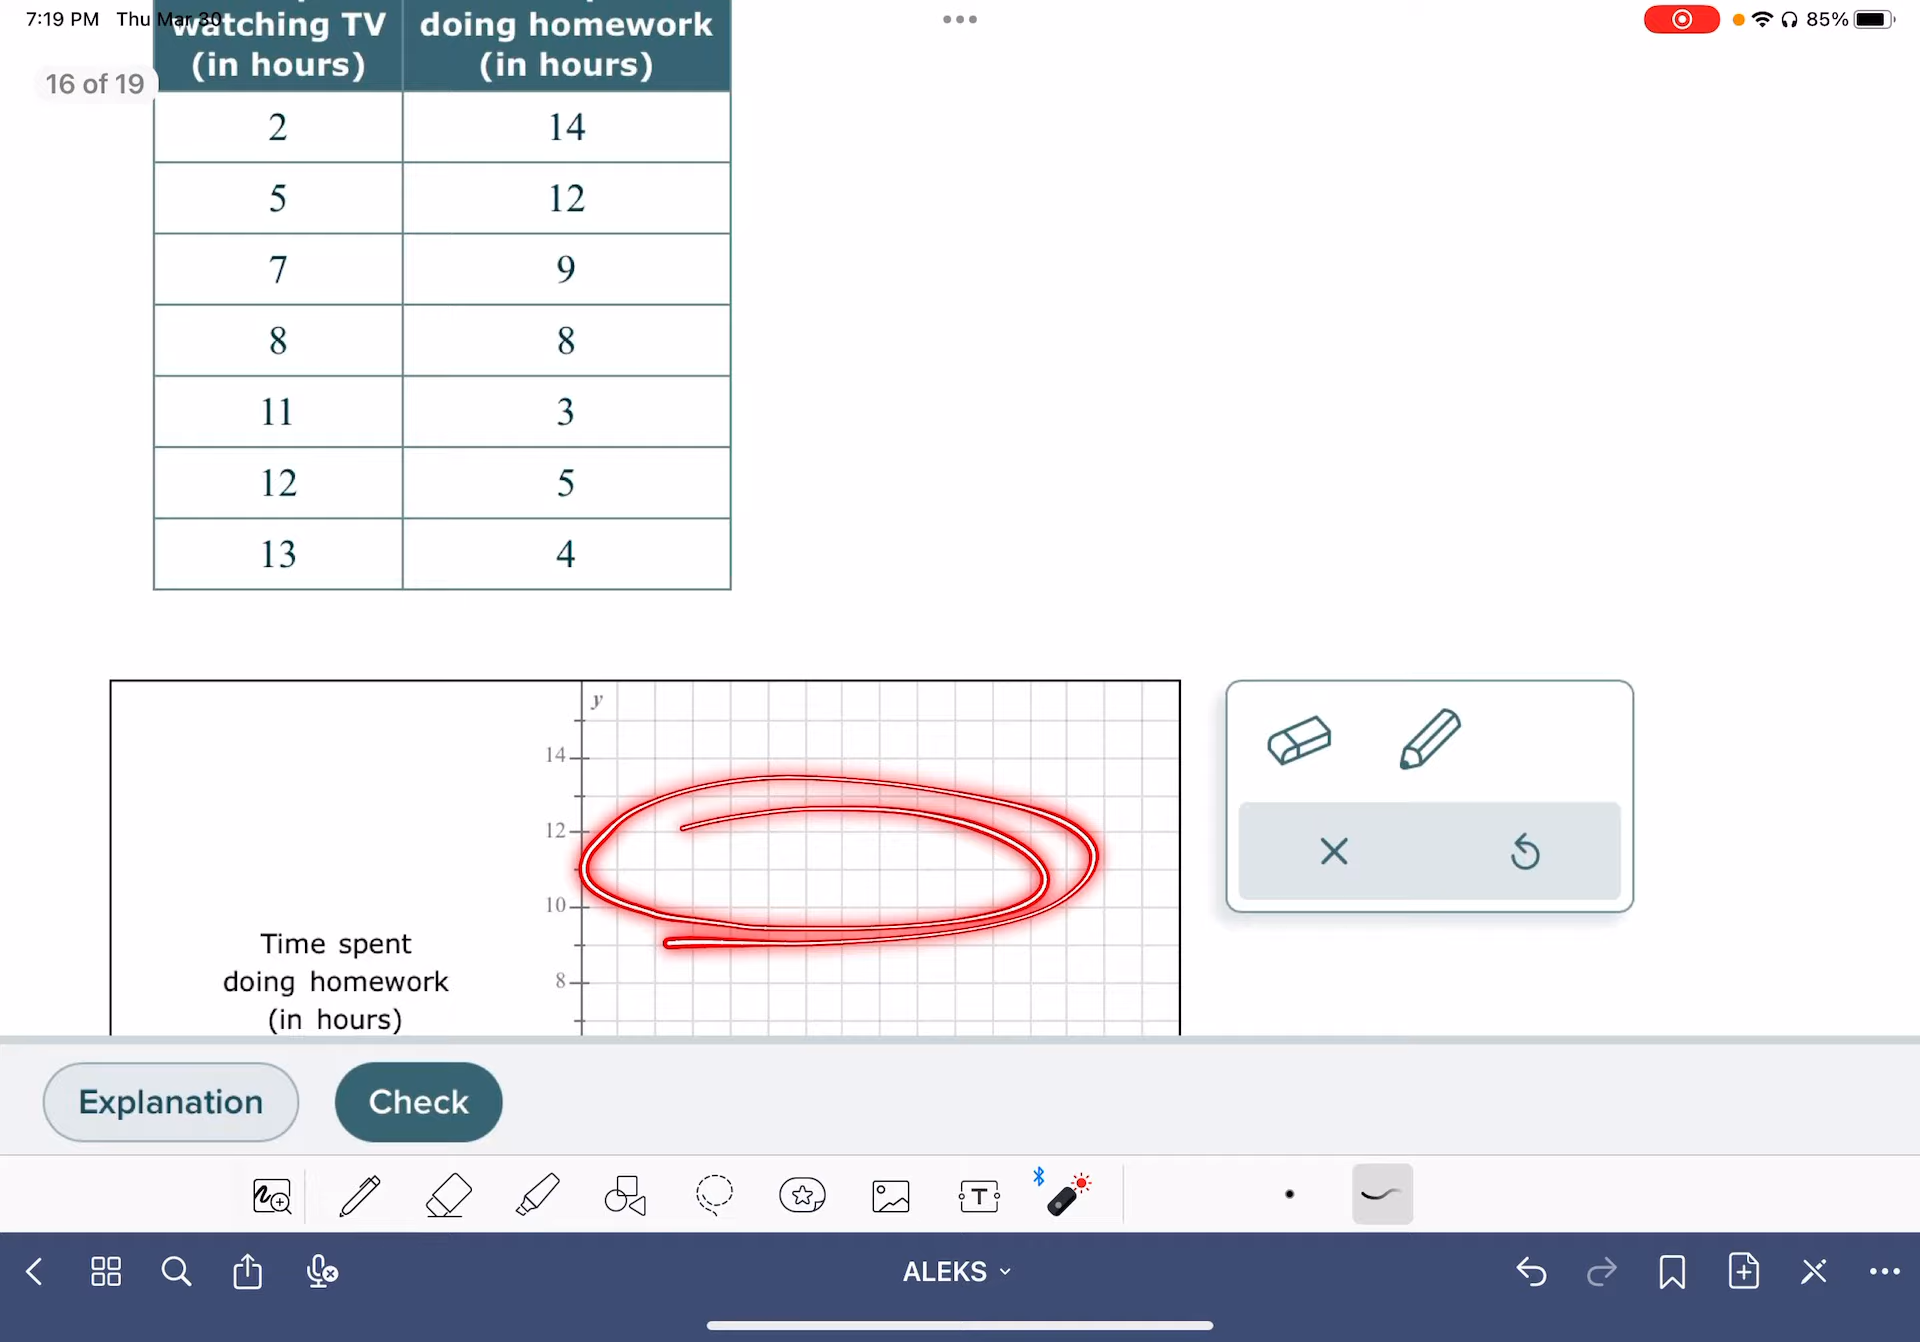 7:19 PM Thu Mar 30
85%
watching TV
(in hours)
doing homework
(in hours)
16 of 19
2 14
5 12
7 9
8 8
11 3
12 5
13 4
y
14
12
10
8
Time spent
doing homework
(in hours)
Explanation
Check
T
ALEKS